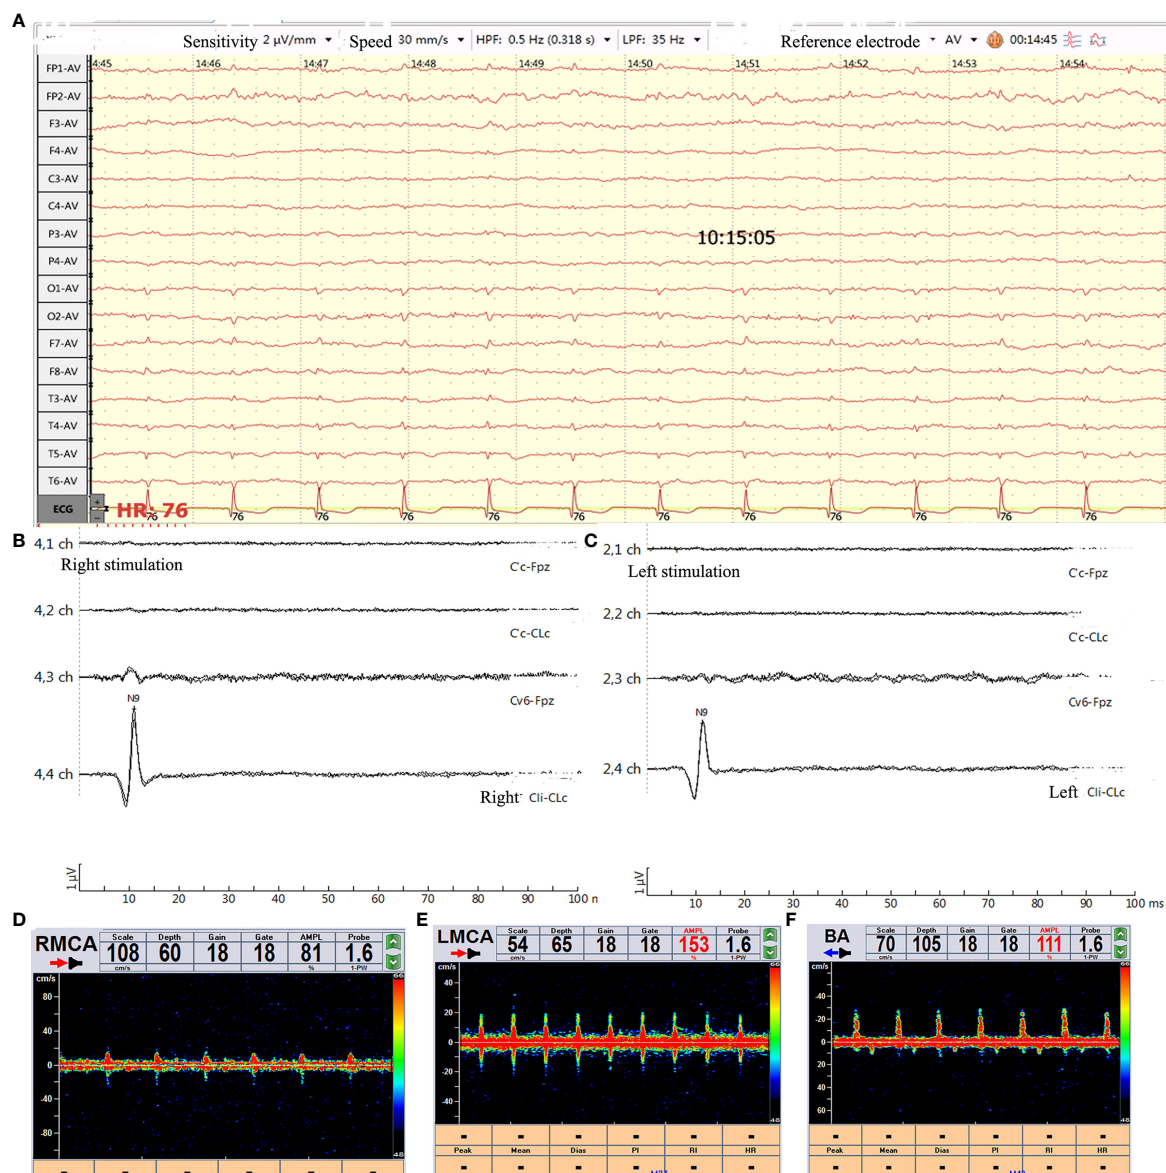 A
Sensitivity 2 μV/mm Speed 30 mm/s HPF: 0.5 Hz (0.318 s) LPF: 35 Hz Reference electrode AV 00:14:45
14:45 14:46 14:47 14:48 14:49 14:50 14:51 14:52 14:53 14:54
FP1-AV
FP2-AV
F3-AV
F4-AV
C3-AV
C4-AV
P3-AV
10:15:05
P4-AV
O1-AV
O2-AV
F7-AV
F8-AV
T3-AV
T4-AV
T5-AV
T6-AV
ECG
HR: 76
76 76 76 76 76 76 76 76 76 76 76 76
B
4,1 ch
Right stimulation
C'c-Fpz
4,2 ch
C'c-CLc
4,3 ch
Cv6-Fpz
N9
4,4 ch
Right Cli-CLc
1 μV
10 20 30 40 50 60 70 80 90 100
C
2,1 ch
Left stimulation
C'c-Fpz
2,2 ch
C'c-CLc
2,3 ch
Cv6-Fpz
N9
2,4 ch
Left Cli-CLc
1 μV
10 20 30 40 50 60 70 80 90 100 ms
D
RMCA
Scale Depth Gain Gate AMPL Probe
108 60 18 18 81 1.6
cm/s % 1-PW
cm/s
80
40
0
-40
-80
E
LMCA
Scale Depth Gain Gate AMPL Probe
54 65 18 18 153 1.6
cm/s % 1-PW
cm/s
40
20
0
-20
-40
Peak Mean Dias PI RI HR
F
BA
Scale Depth Gain Gate AMPL Probe
70 105 18 18 111 1.6
cm/s % 1-PW
cm/s
-40
-20
0
20
40
60
Peak Mean Dias PI RI HR